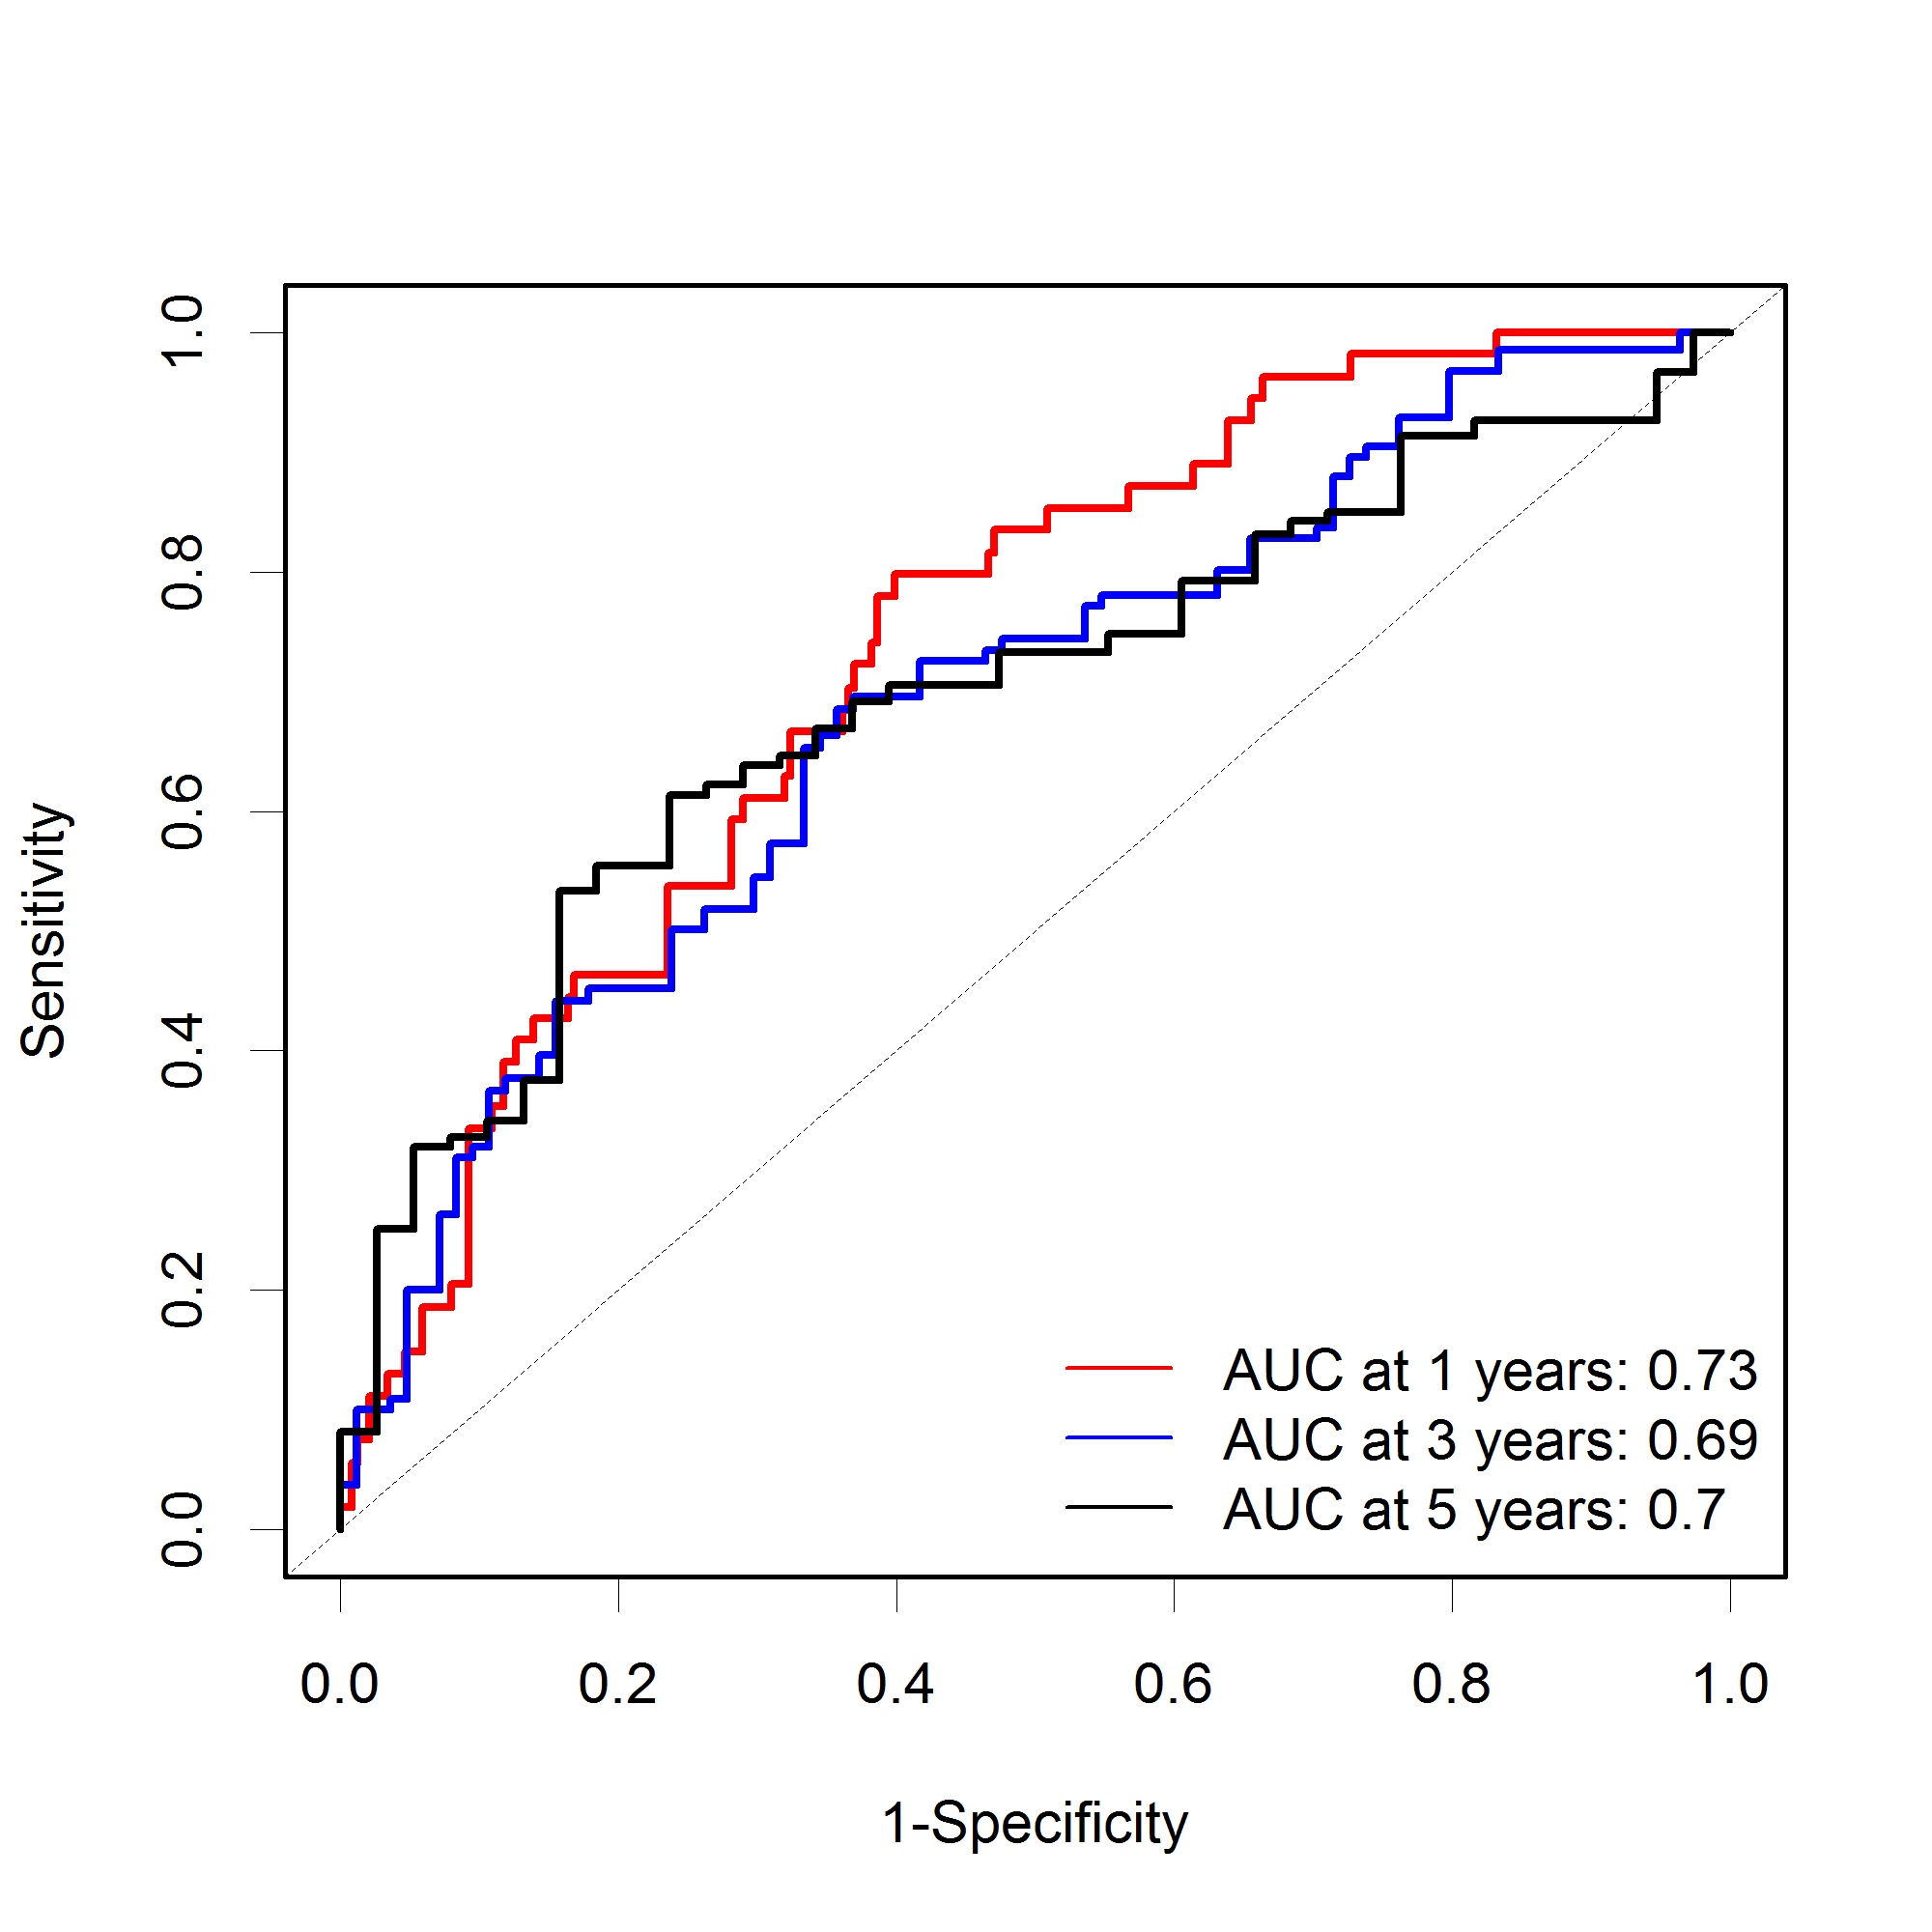 1.0
0.8
0.6
0.4
0.2
0.0
Sensitivity
AUC at 1 years: 0.73
AUC at 3 years: 0.69
AUC at 5 years: 0.7
0.0 0.2 0.4 0.6 0.8 1.0
1-Specificity